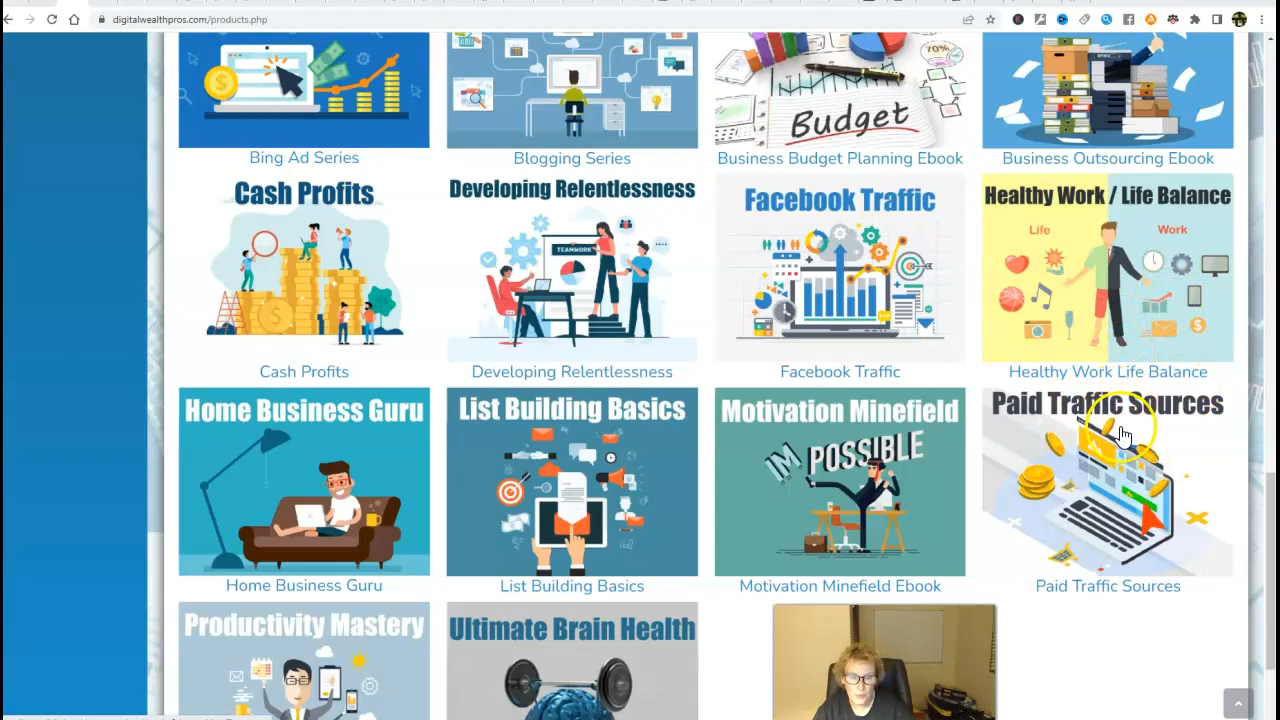 digitalwealthpros.com/products.php
Budget
70%
Bing Ad Series
Blogging Series
Business Budget Planning Ebook
Business Outsourcing Ebook
Cash Profits
Developing Relentlessness
TEAMWORK
Facebook Traffic
Healthy Work / Life Balance
Life
Work
Cash Profits
Developing Relentlessness
Facebook Traffic
Healthy Work Life Balance
Home Business Guru
List Building Basics
Motivation Minefield
IM POSSIBLE
Paid Traffic Sources
Home Business Guru
List Building Basics
Motivation Minefield Ebook
Paid Traffic Sources
Productivity Mastery
Ultimate Brain Health